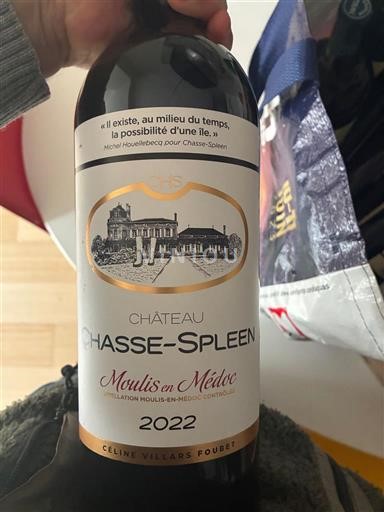 « Il existe, au milieu du temps,
la possibilité d'une île. »
Michel Houellebecq pour Chasse-Spleen
CHS
CHÂTEAU
CHASSE-SPLEEN
Moulis en Médoc
APPELLATION MOULIS-EN-MÉDOC CONTRÔLÉE
2022
CÉLINE VILLARS FOUBET